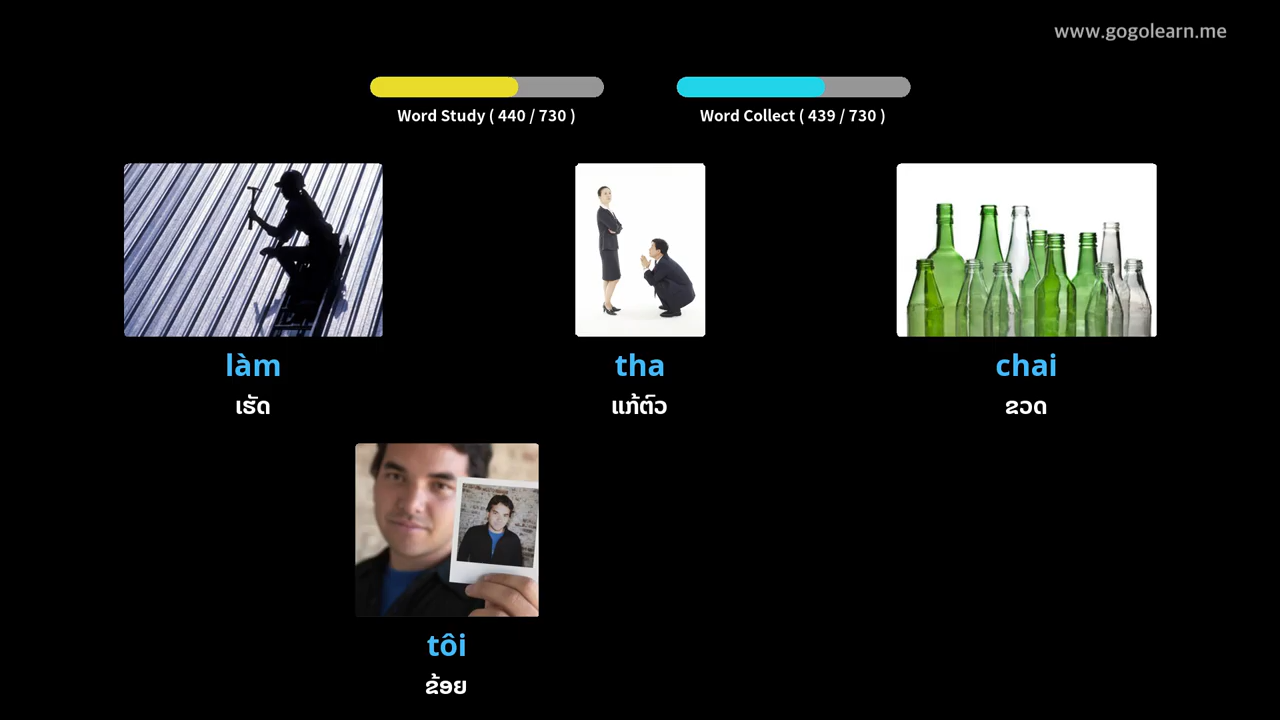 www.gogolearn.me
Word Study ( 440 / 730 )
Word Collect ( 439 / 730 )
làm
ເຮັດ
tha
ແກ້ຕົວ
chai
ຂວດ
tôi
ຂ້ອຍ